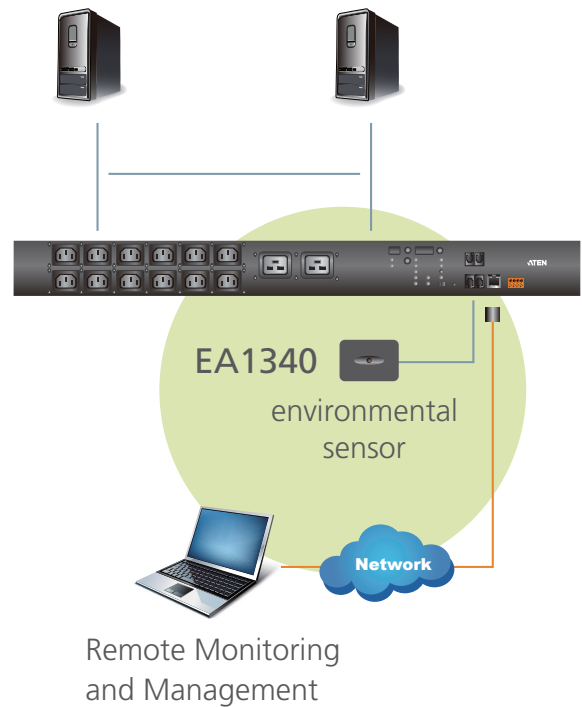 ATEN
EA1340
environmental
sensor
Network
Remote Monitoring
and Management